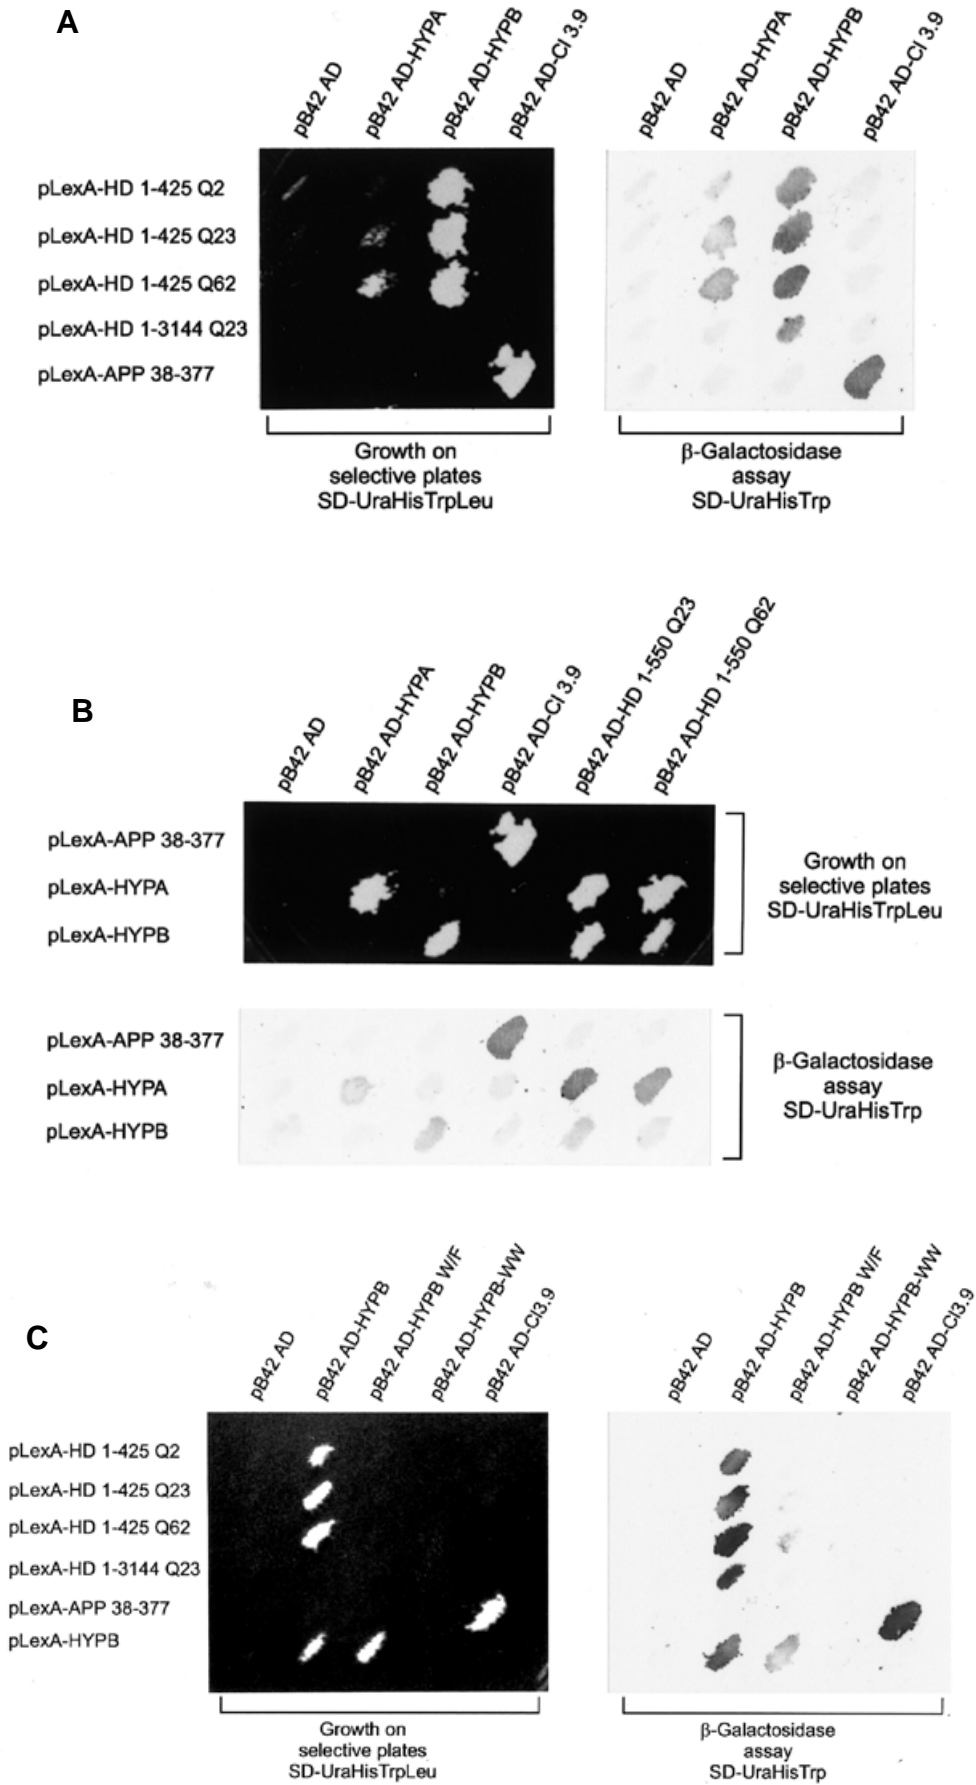 A
pB42 AD
pB42 AD-HYPA
pB42 AD-HYPB
pB42 AD-CI 3.9
pB42 AD
pB42 AD-HYPA
pB42 AD-HYPB
pB42 AD-CI 3.9
pLexA-HD 1-425 Q2
pLexA-HD 1-425 Q23
pLexA-HD 1-425 Q62
pLexA-HD 1-3144 Q23
pLexA-APP 38-377
Growth on
selective plates
SD-UraHisTrpLeu
β-Galactosidase
assay
SD-UraHisTrp
B
pB42 AD
pB42 AD-HYPA
pB42 AD-HYPB
pB42 AD-CI 3.9
pB42 AD-HD 1-550 Q23
pB42 AD-HD 1-550 Q62
pLexA-APP 38-377
pLexA-HYPA
pLexA-HYPB
Growth on
selective plates
SD-UraHisTrpLeu
pLexA-APP 38-377
pLexA-HYPA
pLexA-HYPB
β-Galactosidase
assay
SD-UraHisTrp
C
pB42 AD
pB42 AD-HYPB
pB42 AD-HYPB W/F
pB42 AD-HYPB-WW
pB42 AD-CI3.9
pB42 AD
pB42 AD-HYPB
pB42 AD-HYPB W/F
pB42 AD-HYPB-WW
pB42 AD-CI3.9
pLexA-HD 1-425 Q2
pLexA-HD 1-425 Q23
pLexA-HD 1-425 Q62
pLexA-HD 1-3144 Q23
pLexA-APP 38-377
pLexA-HYPB
Growth on
selective plates
SD-UraHisTrpLeu
β-Galactosidase
assay
SD-UraHisTrp